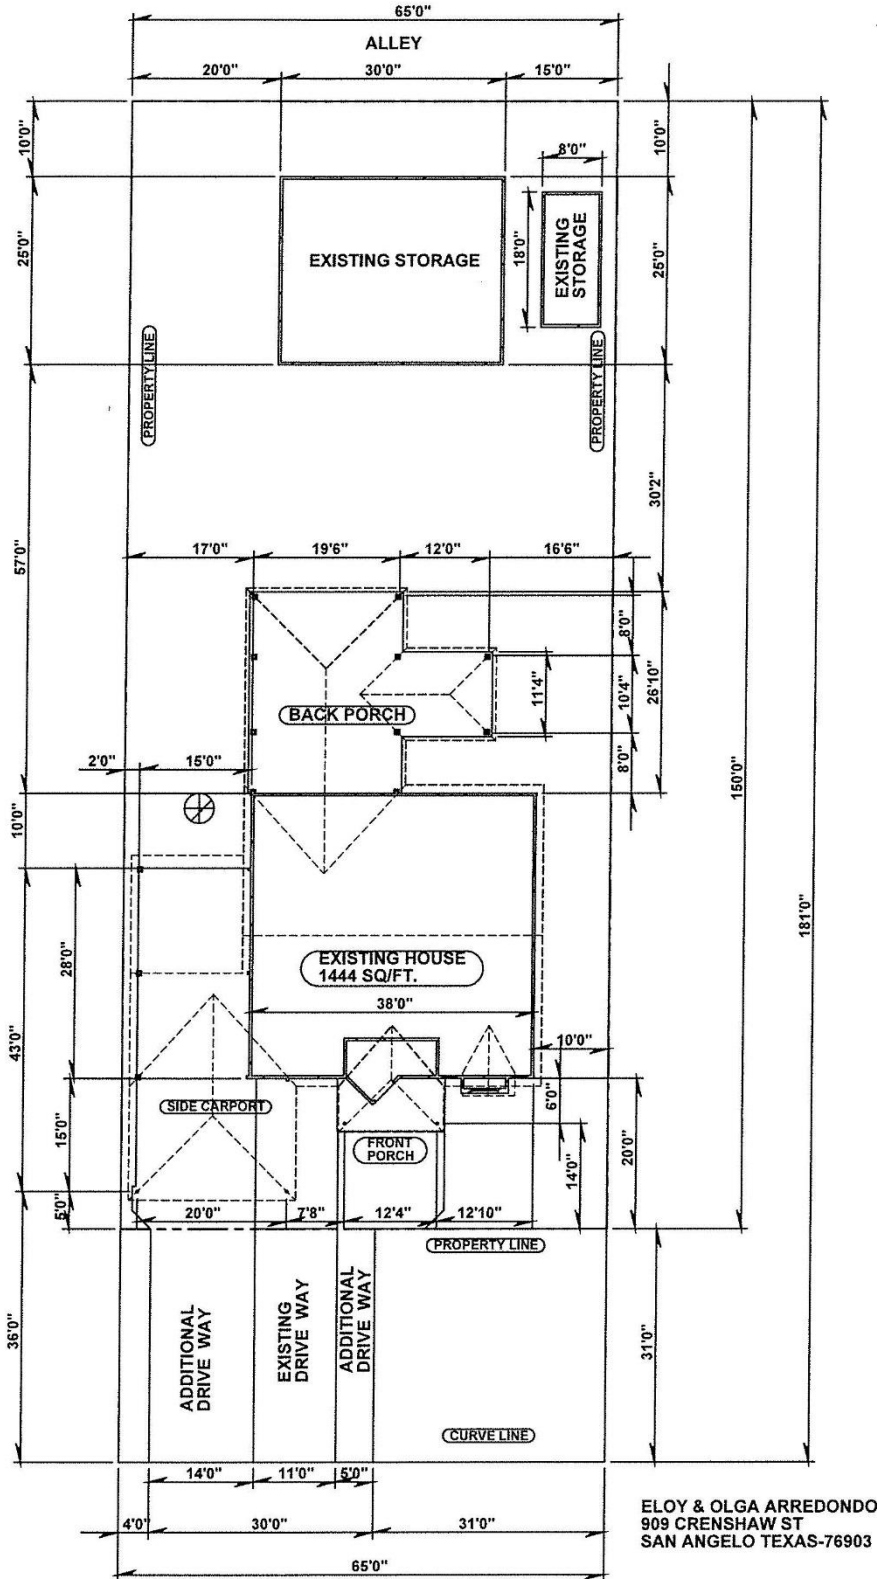 65'0"
ALLEY
20'0"
30'0"
15'0"
10'0"
10'0"
8'0"
25'0"
EXISTING STORAGE
18'0"
EXISTING
STORAGE
25'0"
PROPERTY LINE
PROPERTY LINE
57'0"
30'2"
17'0"
19'6"
12'0"
16'6"
8'0"
BACK PORCH
11'4"
10'4"
26'10"
2'0"
15'0"
8'0"
150'0"
10'0"
181'0"
28'0"
EXISTING HOUSE
1444 SQ/FT.
38'0"
43'0"
10'0"
SIDE CARPORT
6'0"
15'0"
FRONT
PORCH
14'0"
20'0"
5'0"
20'0"
7'8"
12'4"
12'10"
PROPERTY LINE
36'0"
ADDITIONAL
DRIVE WAY
EXISTING
DRIVE WAY
ADDITIONAL
DRIVE WAY
31'0"
CURVE LINE
14'0"
11'0"
5'0"
4'0"
30'0"
31'0"
65'0"
ELOY & OLGA ARREDONDO
909 CRENSHAW ST
SAN ANGELO TEXAS-76903